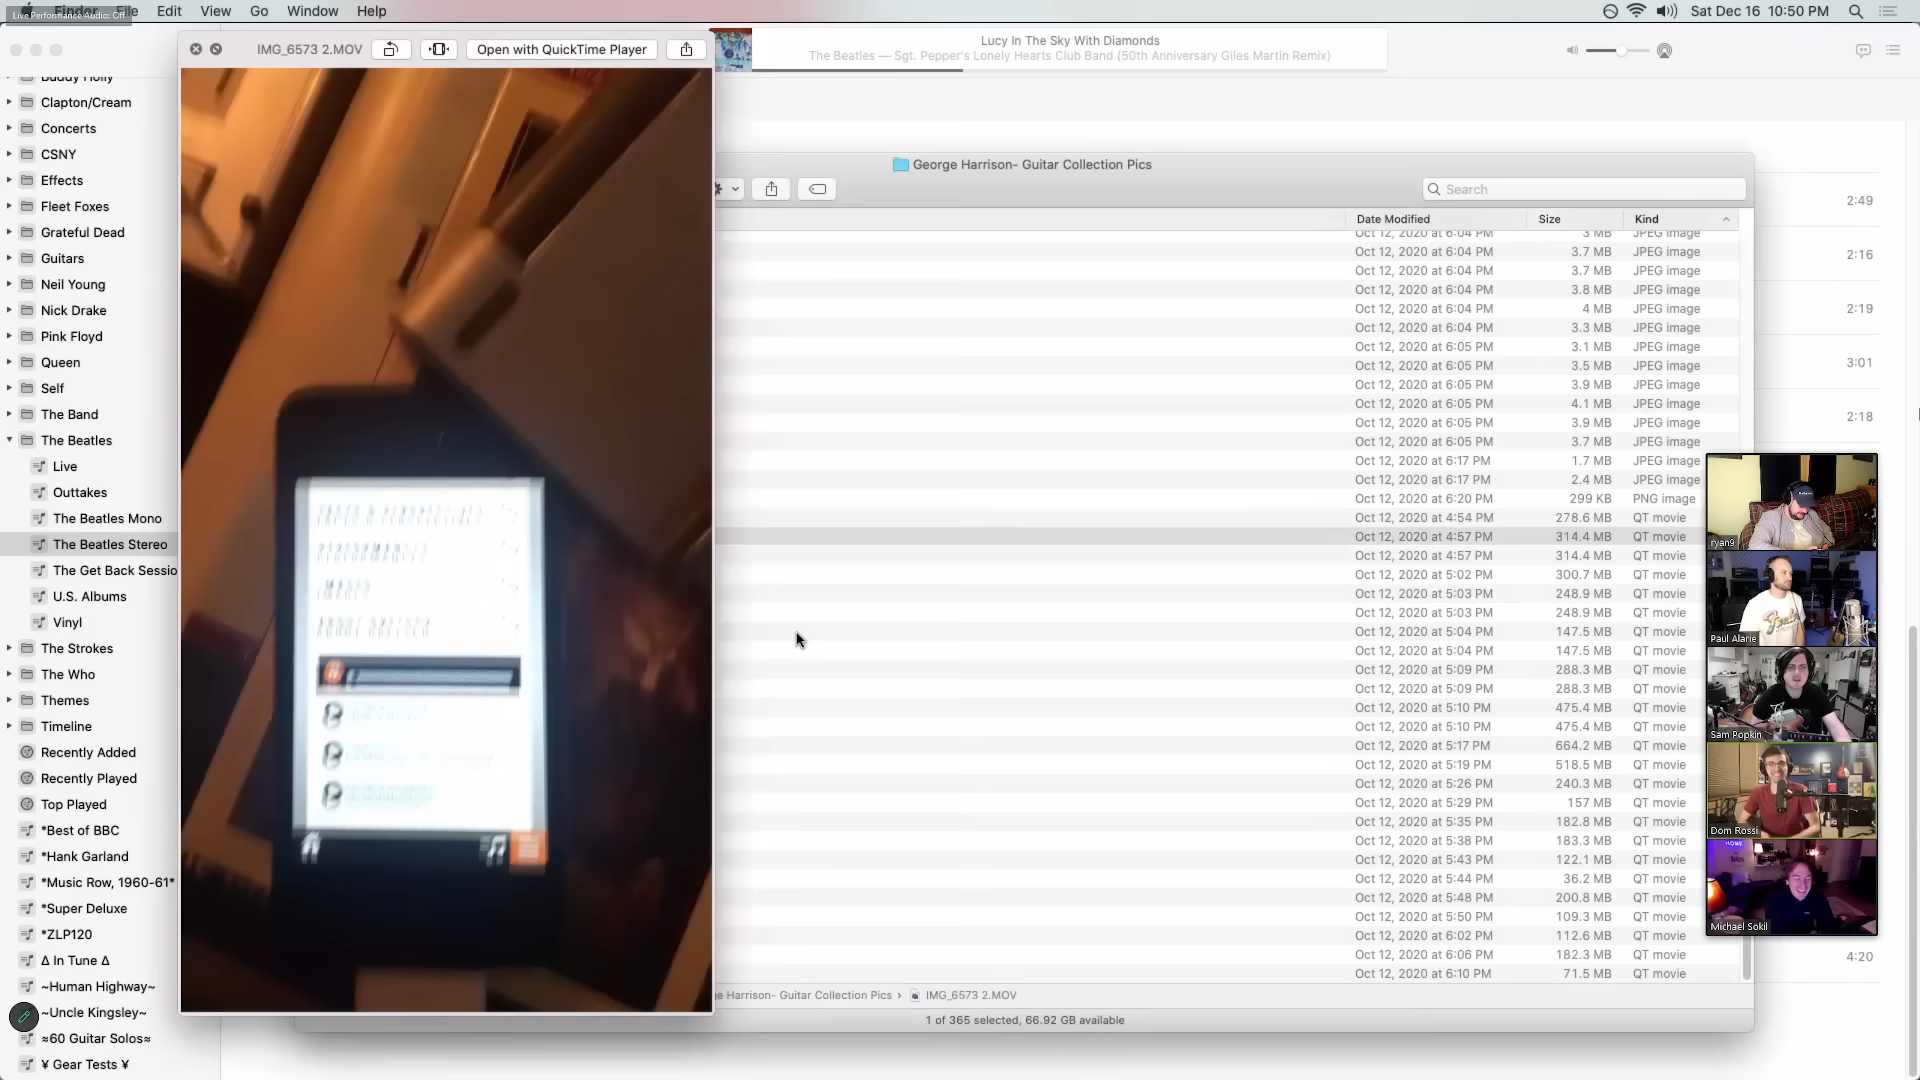 Live Performance Audio: Off
Finder File Edit View Go Window Help
Sat Dec 16 10:50 PM
IMG_6573 2.MOV
Open with QuickTime Player
Lucy In The Sky With Diamonds
The Beatles — Sgt. Pepper's Lonely Hearts Club Band (50th Anniversary Giles Martin Remix)
Buddy Holly
Clapton/Cream
Concerts
CSNY
Effects
Fleet Foxes
Grateful Dead
Guitars
Neil Young
Nick Drake
Pink Floyd
Queen
Self
The Band
The Beatles
Live
Outtakes
The Beatles Mono
The Beatles Stereo
The Get Back Sessio
U.S. Albums
Vinyl
The Strokes
The Who
Themes
Timeline
Recently Added
Recently Played
Top Played
*Best of BBC
*Hank Garland
*Music Row, 1960-61*
*Super Deluxe
*ZLP120
∆ In Tune ∆
~Human Highway~
~Uncle Kingsley~
≈60 Guitar Solos≈
¥ Gear Tests ¥
George Harrison- Guitar Collection Pics
Search
Date Modified Size Kind
Oct 12, 2020 at 6:04 PM 3 MB JPEG image
Oct 12, 2020 at 6:04 PM 3.7 MB JPEG image
Oct 12, 2020 at 6:04 PM 3.7 MB JPEG image
Oct 12, 2020 at 6:04 PM 3.8 MB JPEG image
Oct 12, 2020 at 6:04 PM 4 MB JPEG image
Oct 12, 2020 at 6:04 PM 3.3 MB JPEG image
Oct 12, 2020 at 6:05 PM 3.1 MB JPEG image
Oct 12, 2020 at 6:05 PM 3.5 MB JPEG image
Oct 12, 2020 at 6:05 PM 3.9 MB JPEG image
Oct 12, 2020 at 6:05 PM 4.1 MB JPEG image
Oct 12, 2020 at 6:05 PM 3.9 MB JPEG image
Oct 12, 2020 at 6:05 PM 3.7 MB JPEG image
Oct 12, 2020 at 6:17 PM 1.7 MB JPEG image
Oct 12, 2020 at 6:17 PM 2.4 MB JPEG image
Oct 12, 2020 at 6:20 PM 299 KB PNG image
Oct 12, 2020 at 4:54 PM 278.6 MB QT movie
Oct 12, 2020 at 4:57 PM 314.4 MB QT movie
Oct 12, 2020 at 4:57 PM 314.4 MB QT movie
Oct 12, 2020 at 5:02 PM 300.7 MB QT movie
Oct 12, 2020 at 5:03 PM 248.9 MB QT movie
Oct 12, 2020 at 5:03 PM 248.9 MB QT movie
Oct 12, 2020 at 5:04 PM 147.5 MB QT movie
Oct 12, 2020 at 5:04 PM 147.5 MB QT movie
Oct 12, 2020 at 5:09 PM 288.3 MB QT movie
Oct 12, 2020 at 5:09 PM 288.3 MB QT movie
Oct 12, 2020 at 5:10 PM 475.4 MB QT movie
Oct 12, 2020 at 5:10 PM 475.4 MB QT movie
Oct 12, 2020 at 5:17 PM 664.2 MB QT movie
Oct 12, 2020 at 5:19 PM 518.5 MB QT movie
Oct 12, 2020 at 5:26 PM 240.3 MB QT movie
Oct 12, 2020 at 5:29 PM 157 MB QT movie
Oct 12, 2020 at 5:35 PM 182.8 MB QT movie
Oct 12, 2020 at 5:38 PM 183.3 MB QT movie
Oct 12, 2020 at 5:43 PM 122.1 MB QT movie
Oct 12, 2020 at 5:44 PM 36.2 MB QT movie
Oct 12, 2020 at 5:48 PM 200.8 MB QT movie
Oct 12, 2020 at 5:50 PM 109.3 MB QT movie
Oct 12, 2020 at 6:02 PM 112.6 MB QT movie
Oct 12, 2020 at 6:06 PM 182.3 MB QT movie
Oct 12, 2020 at 6:10 PM 71.5 MB QT movie
e Harrison- Guitar Collection Pics › IMG_6573 2.MOV
1 of 365 selected, 66.92 GB available
2:49
2:16
2:19
3:01
2:18
4:20
ryan9
Paul Alarie
Sam Popkin
Dom Rossi
HOME
Michael Sokil